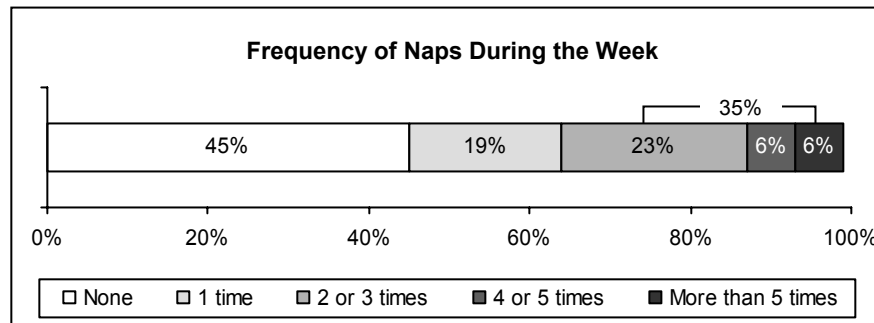 Frequency of Naps During the Week
35%
45% 19% 23% 6% 6%
0% 20% 40% 60% 80% 100%
None 1 time 2 or 3 times 4 or 5 times More than 5 times